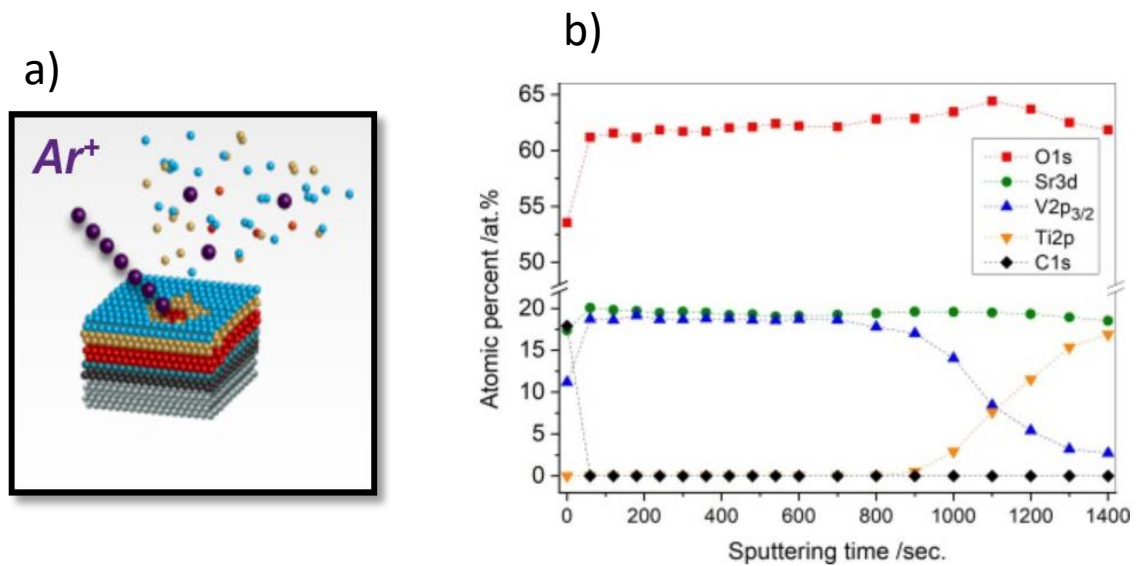 a)
Ar+
b)
65
60
55
50
20
15
10
5
0
Atomic percent /at.%
O1s
Sr3d
V2p3/2
Ti2p
C1s
0 200 400 600 800 1000 1200 1400
Sputtering time /sec.